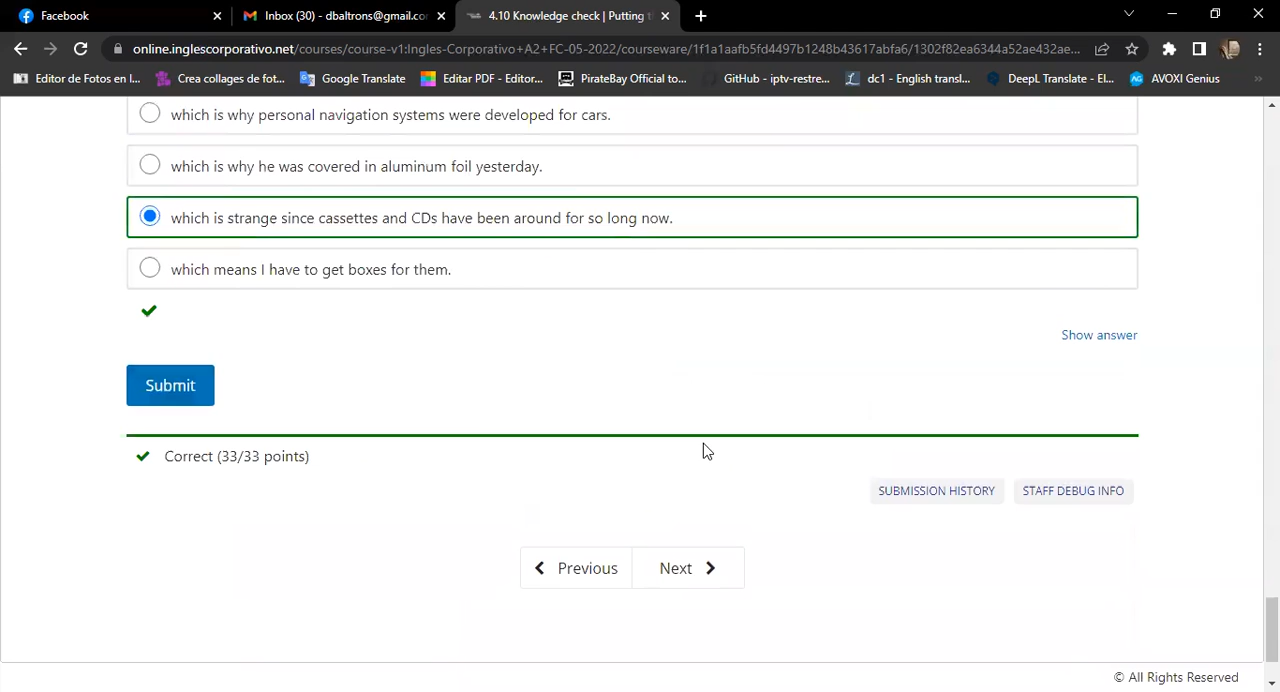 Facebook
Inbox (30) - dbaltrons@gmail.co
4.10 Knowledge check | Putting t
online.inglescorporativo.net/courses/course-v1:Ingles-Corporativo+A2+FC-05-2022/courseware/1f1a1aafb5fd4497b1248b43617abfa6/1302f82ea6344a52ae432ae...
Editor de Fotos en l...
Crea collages de fot...
Google Translate
Editar PDF - Editor...
PirateBay Official to...
GitHub - iptv-restre...
dc1 - English transl...
DeepL Translate - El...
AVOXI Genius
which is why personal navigation systems were developed for cars.
which is why he was covered in aluminum foil yesterday.
which is strange since cassettes and CDs have been around for so long now.
which means I have to get boxes for them.
Show answer
Submit
Correct (33/33 points)
SUBMISSION HISTORY
STAFF DEBUG INFO
Previous
Next
© All Rights Reserved